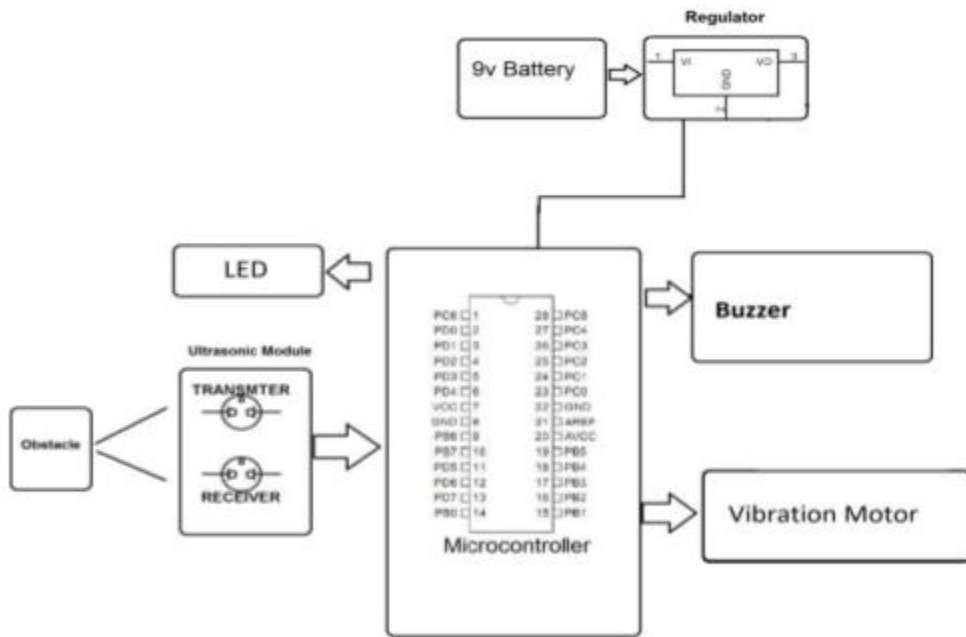 Regulator
9v Battery
1 VI VO 3
GND
2
LED
Buzzer
Ultrasonic Module
TRANSMTER
RECEIVER
Obstacle
PC6 1 28 PC5
PD0 2 27 PC4
PD1 3 26 PC3
PD2 4 25 PC2
PD3 5 24 PC1
PD4 6 23 PC0
VCC 7 22 GND
GND 8 21 AREF
PB6 9 20 AVCC
PB7 10 19 PB5
PD5 11 18 PB4
PD6 12 17 PB3
PD7 13 16 PB2
PB0 14 15 PB1
Microcontroller
Vibration Motor